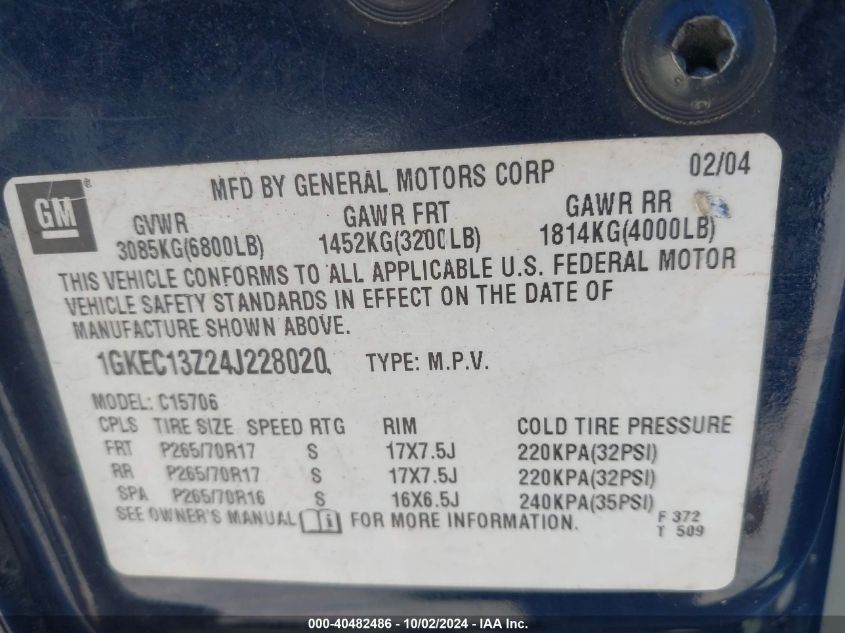 GM ®
MFD BY GENERAL MOTORS CORP 02/04
GVWR GAWR FRT GAWR RR
3085KG(6800LB) 1452KG(3200LB) 1814KG(4000LB)
THIS VEHICLE CONFORMS TO ALL APPLICABLE U.S. FEDERAL MOTOR
VEHICLE SAFETY STANDARDS IN EFFECT ON THE DATE OF
MANUFACTURE SHOWN ABOVE.
1GKEC13Z24J228020 TYPE: M.P.V.
MODEL: C15706
CPLS TIRE SIZE SPEED RTG RIM COLD TIRE PRESSURE
FRT P265/70R17 S 17X7.5J 220KPA(32PSI)
RR P265/70R17 S 17X7.5J 220KPA(32PSI)
SPA P265/70R16 S 16X6.5J 240KPA(35PSI)
SEE OWNER'S MANUAL FOR MORE INFORMATION.
F 372
T 509
000-40482486 - 10/02/2024 - Copyright © 2024 IAA, Inc.